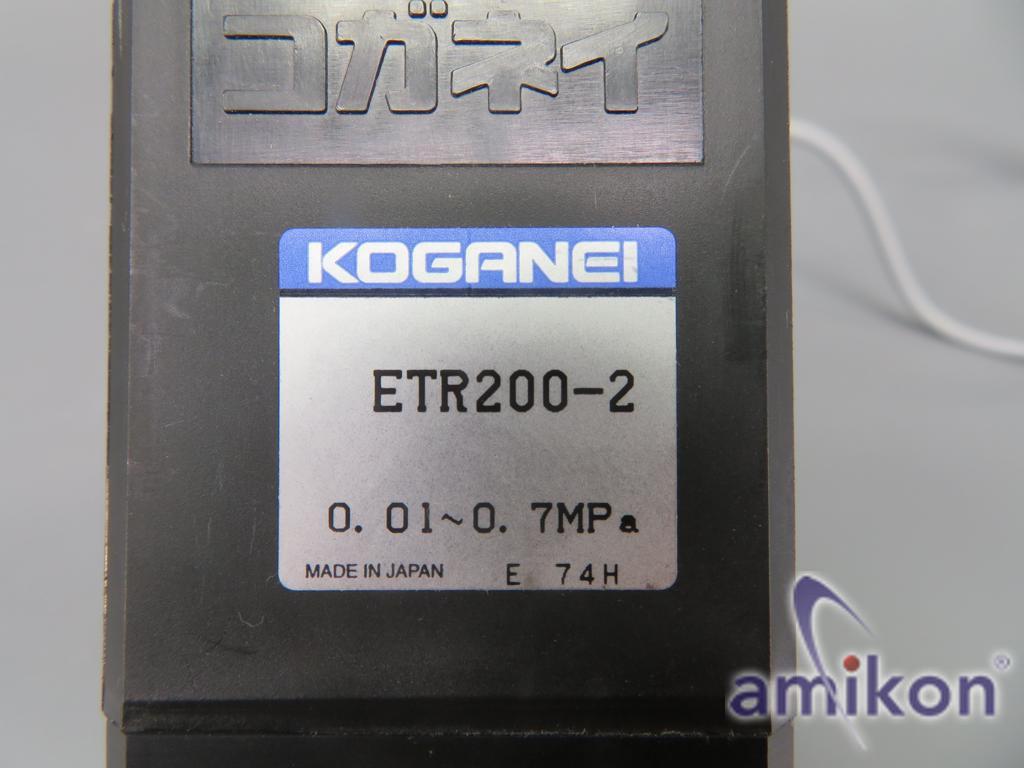 コガネイ
KOGANEI
ETR200-2
0.01~0.7MPa
MADE IN JAPAN E 74H
amikon®